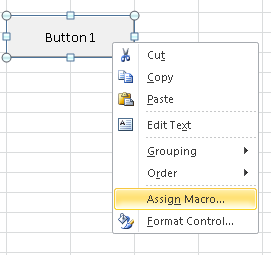 Button 1
Cut
Copy
Paste
Edit Text
Grouping
Order
Assign Macro...
Format Control...